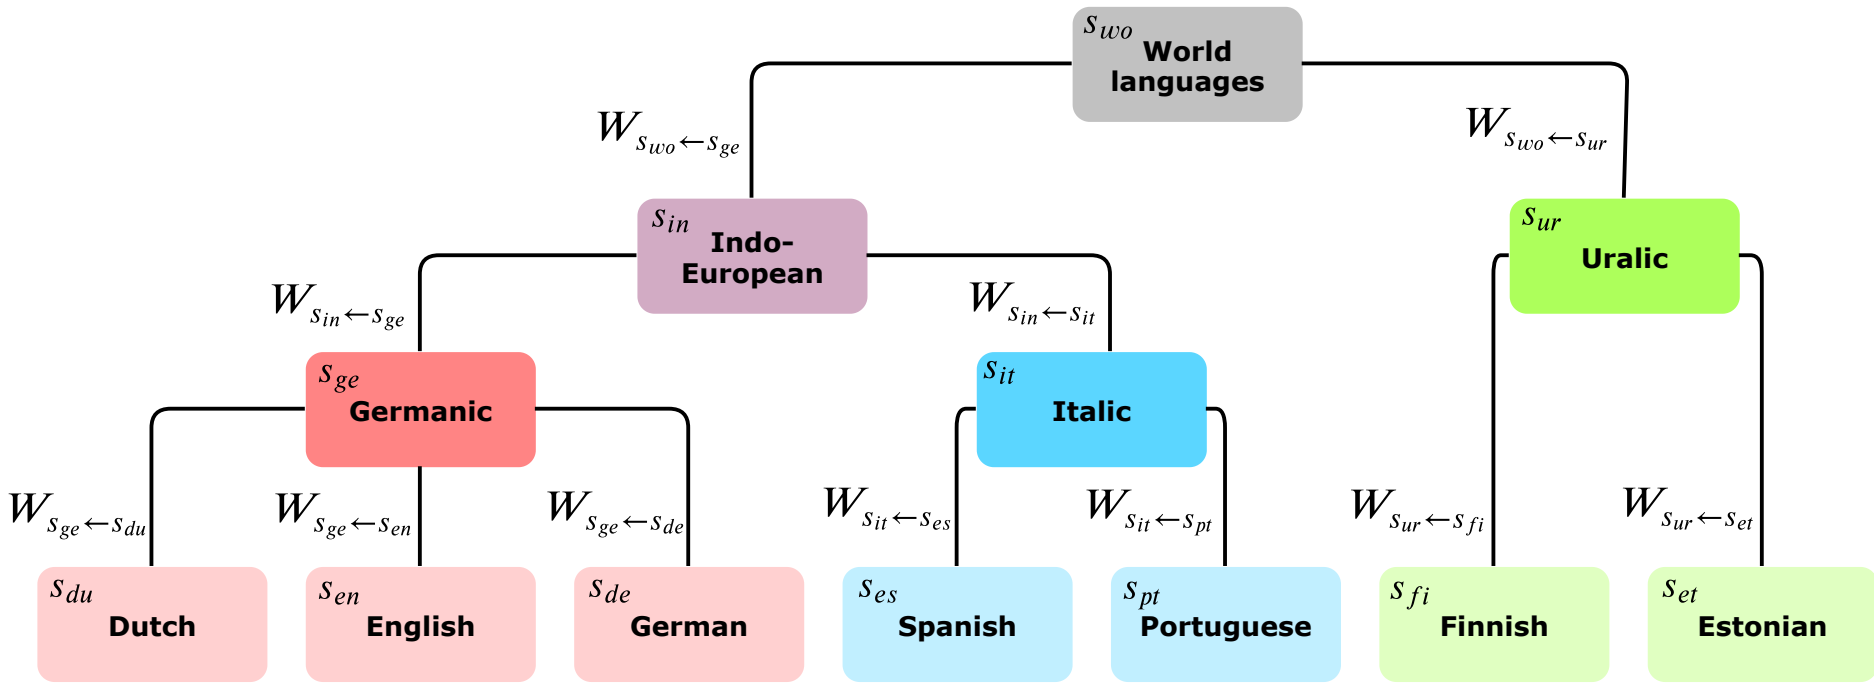 s_wo
World
languages
W_{s_wo←s_ge}
W_{s_wo←s_ur}
s_in
Indo-
European
s_ur
Uralic
W_{s_in←s_ge}
W_{s_in←s_it}
s_ge
Germanic
s_it
Italic
W_{s_ge←s_du}
W_{s_ge←s_en}
W_{s_ge←s_de}
W_{s_it←s_es}
W_{s_it←s_pt}
W_{s_ur←s_fi}
W_{s_ur←s_et}
s_du
Dutch
s_en
English
s_de
German
s_es
Spanish
s_pt
Portuguese
s_fi
Finnish
s_et
Estonian